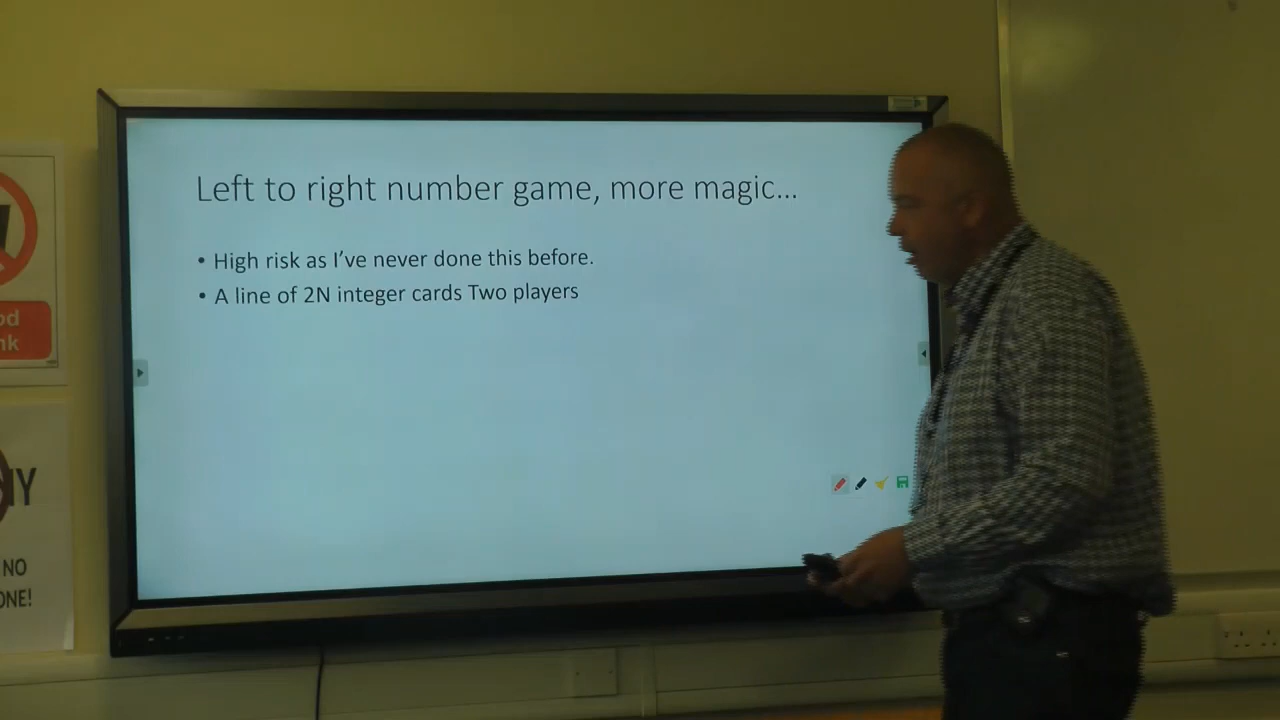 Left to right number game, more magic...
• High risk as I've never done this before.
• A line of 2N integer cards Two players
NO